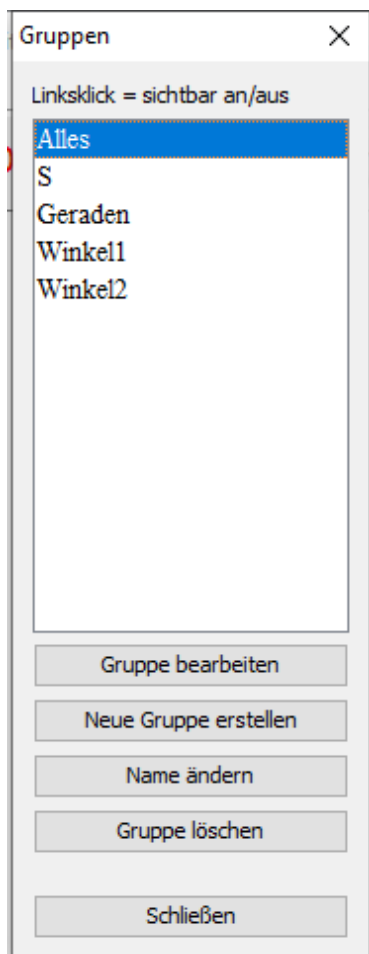 Gruppen
Linksklick = sichtbar an/aus
Alles
S
Geraden
Winkel1
Winkel2
Gruppe bearbeiten
Neue Gruppe erstellen
Name ändern
Gruppe löschen
Schließen